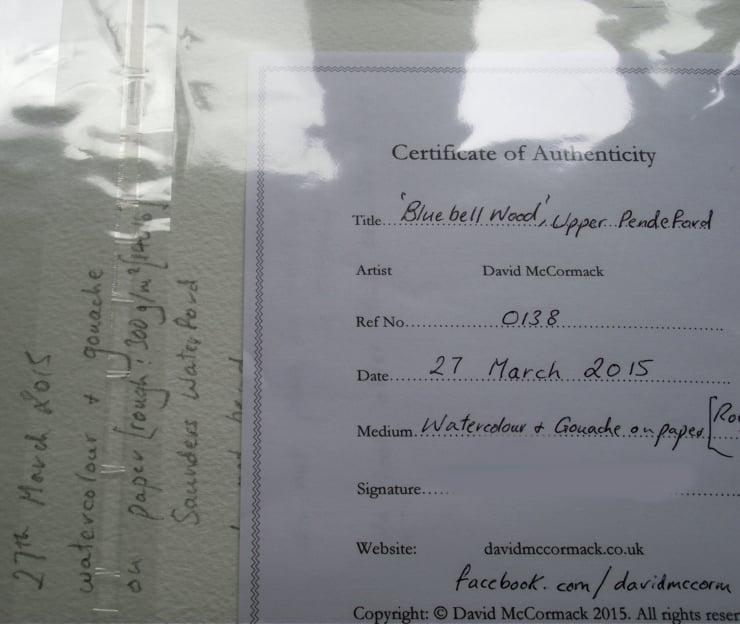 Certificate of Authenticity
Title....'Bluebell Wood', Upper Pendeford
Artist David McCormack
Ref No. 0138
Date 27 March 2015
Medium Watercolour + Gouache on paper [Ro
Signature
Website: davidmccormack.co.uk
facebook.com/davidmccorm
Copyright: © David McCormack 2015. All rights reser
27th March 2015
watercolour + gouache
on paper [rough, 300g/m²
Saunders Waterford